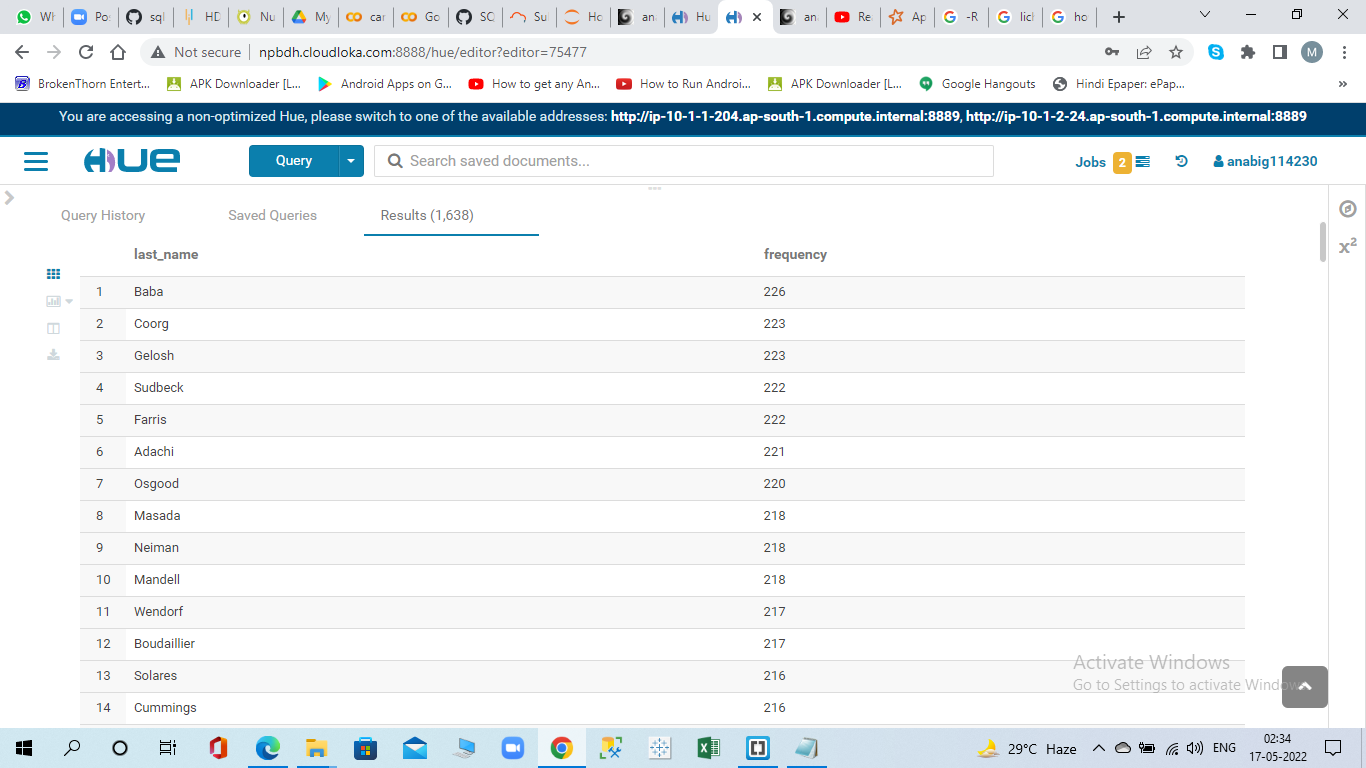 Po:
sql
HD
Nu
My
car
Go
SC
Su
Ho
an
Hu
an
Re
Ap
-R
licl
ho
Not secure
npbdh.cloudloka.com:8888/hue/editor?editor=75477
M
BrokenThorn Entert...
APK Downloader [L...
Android Apps on G...
How to get any An...
How to Run Androi...
APK Downloader [L...
Google Hangouts
Hindi Epaper: ePap...
»
You are accessing a non-optimized Hue, please switch to one of the available addresses: http://ip-10-1-1-204.ap-south-1.compute.internal:8889, http://ip-10-1-2-24.ap-south-1.compute.internal:8889
HUE
Query
Search saved documents...
Jobs 2
anabig114230
Query History Saved Queries Results (1,638)
x²
last_name frequency
1 Baba 226
2 Coorg 223
3 Gelosh 223
4 Sudbeck 222
5 Farris 222
6 Adachi 221
7 Osgood 220
8 Masada 218
9 Neiman 218
10 Mandell 218
11 Wendorf 217
12 Boudaillier 217
13 Solares 216
14 Cummings 216
Activate Windows
Go to Settings to activate Windows.
29°C Haze
ENG
02:34
17-05-2022